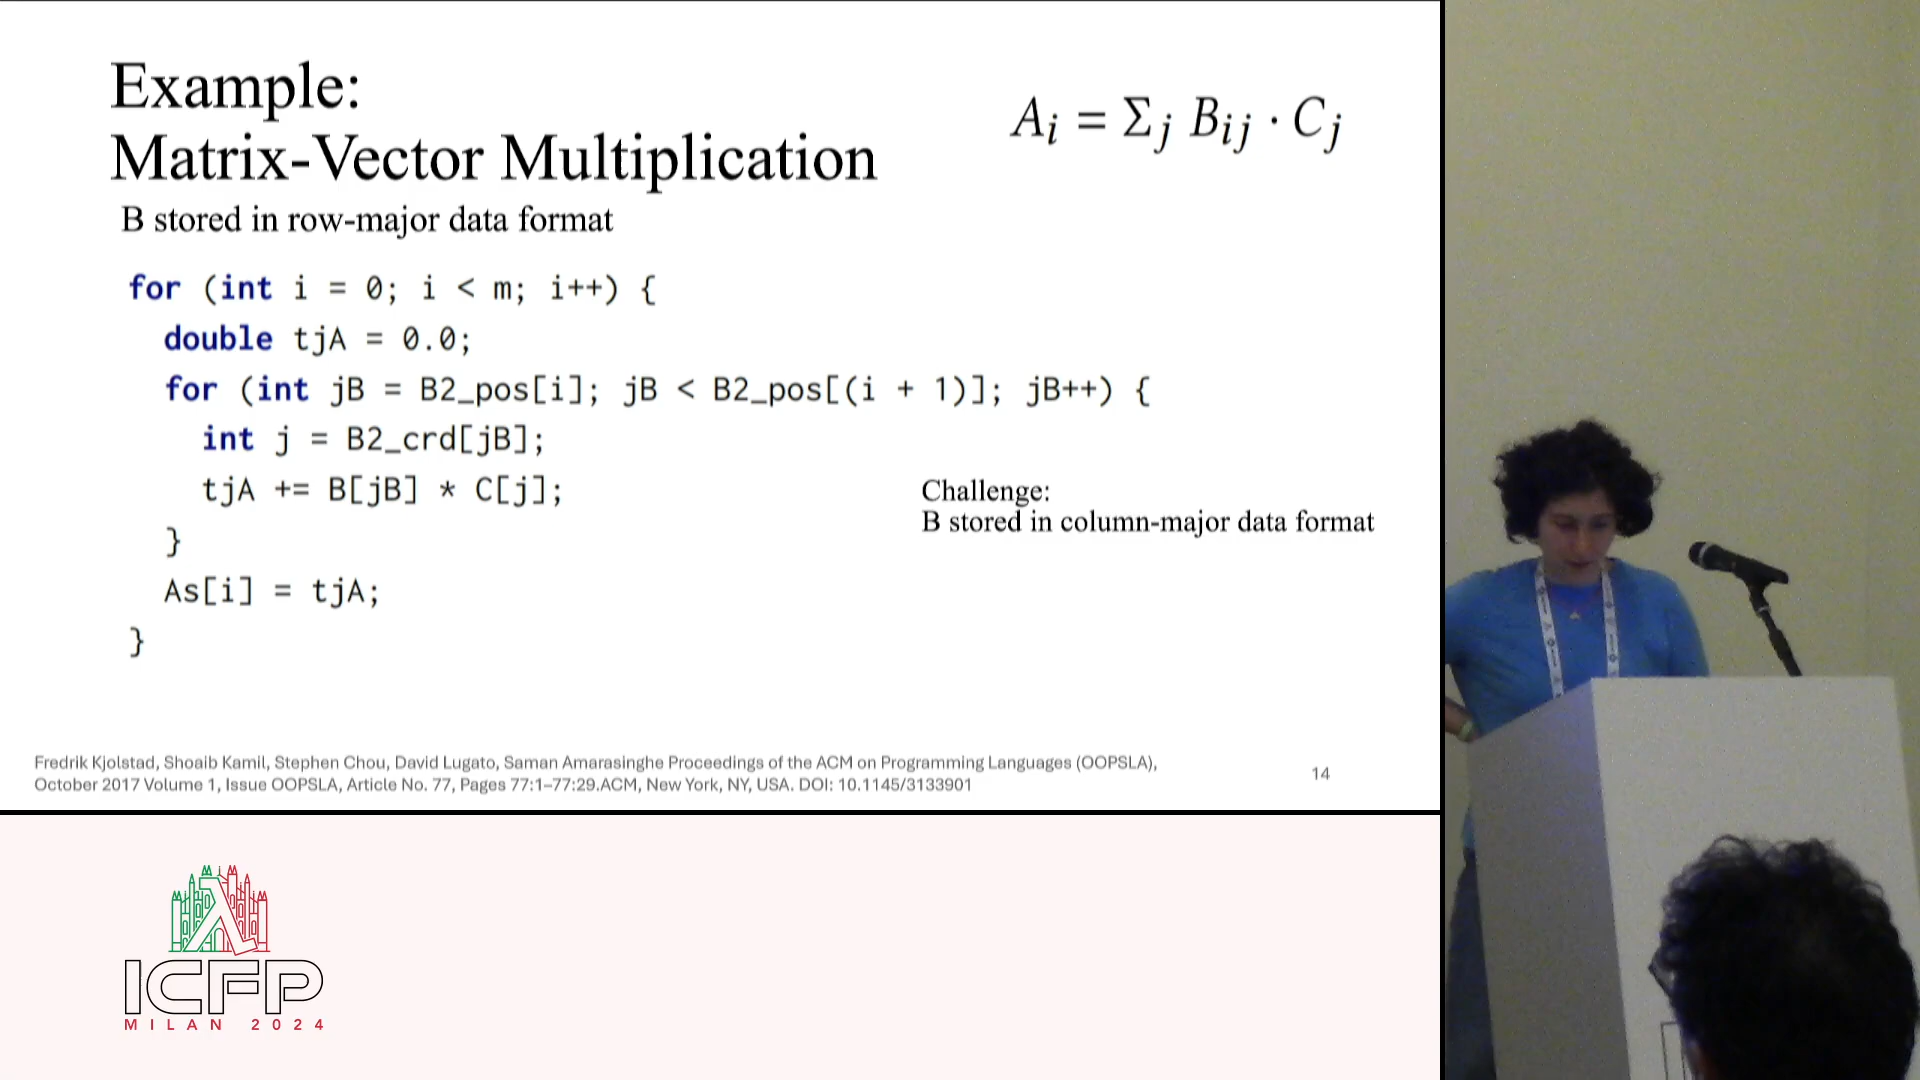 Example:
Matrix-Vector Multiplication
A_i = Σ_j B_ij · C_j
B stored in row-major data format
for (int i = 0; i < m; i++) {
  double tjA = 0.0;
  for (int jB = B2_pos[i]; jB < B2_pos[(i + 1)]; jB++) {
    int j = B2_crd[jB];
    tjA += B[jB] * C[j];
  }
  As[i] = tjA;
}
Challenge:
B stored in column-major data format
Fredrik Kjolstad, Shoaib Kamil, Stephen Chou, David Lugato, Saman Amarasinghe Proceedings of the ACM on Programming Languages (OOPSLA),
October 2017 Volume 1, Issue OOPSLA, Article No. 77, Pages 77:1–77:29.ACM, New York, NY, USA. DOI: 10.1145/3133901
14
ICFP
MILAN 2024